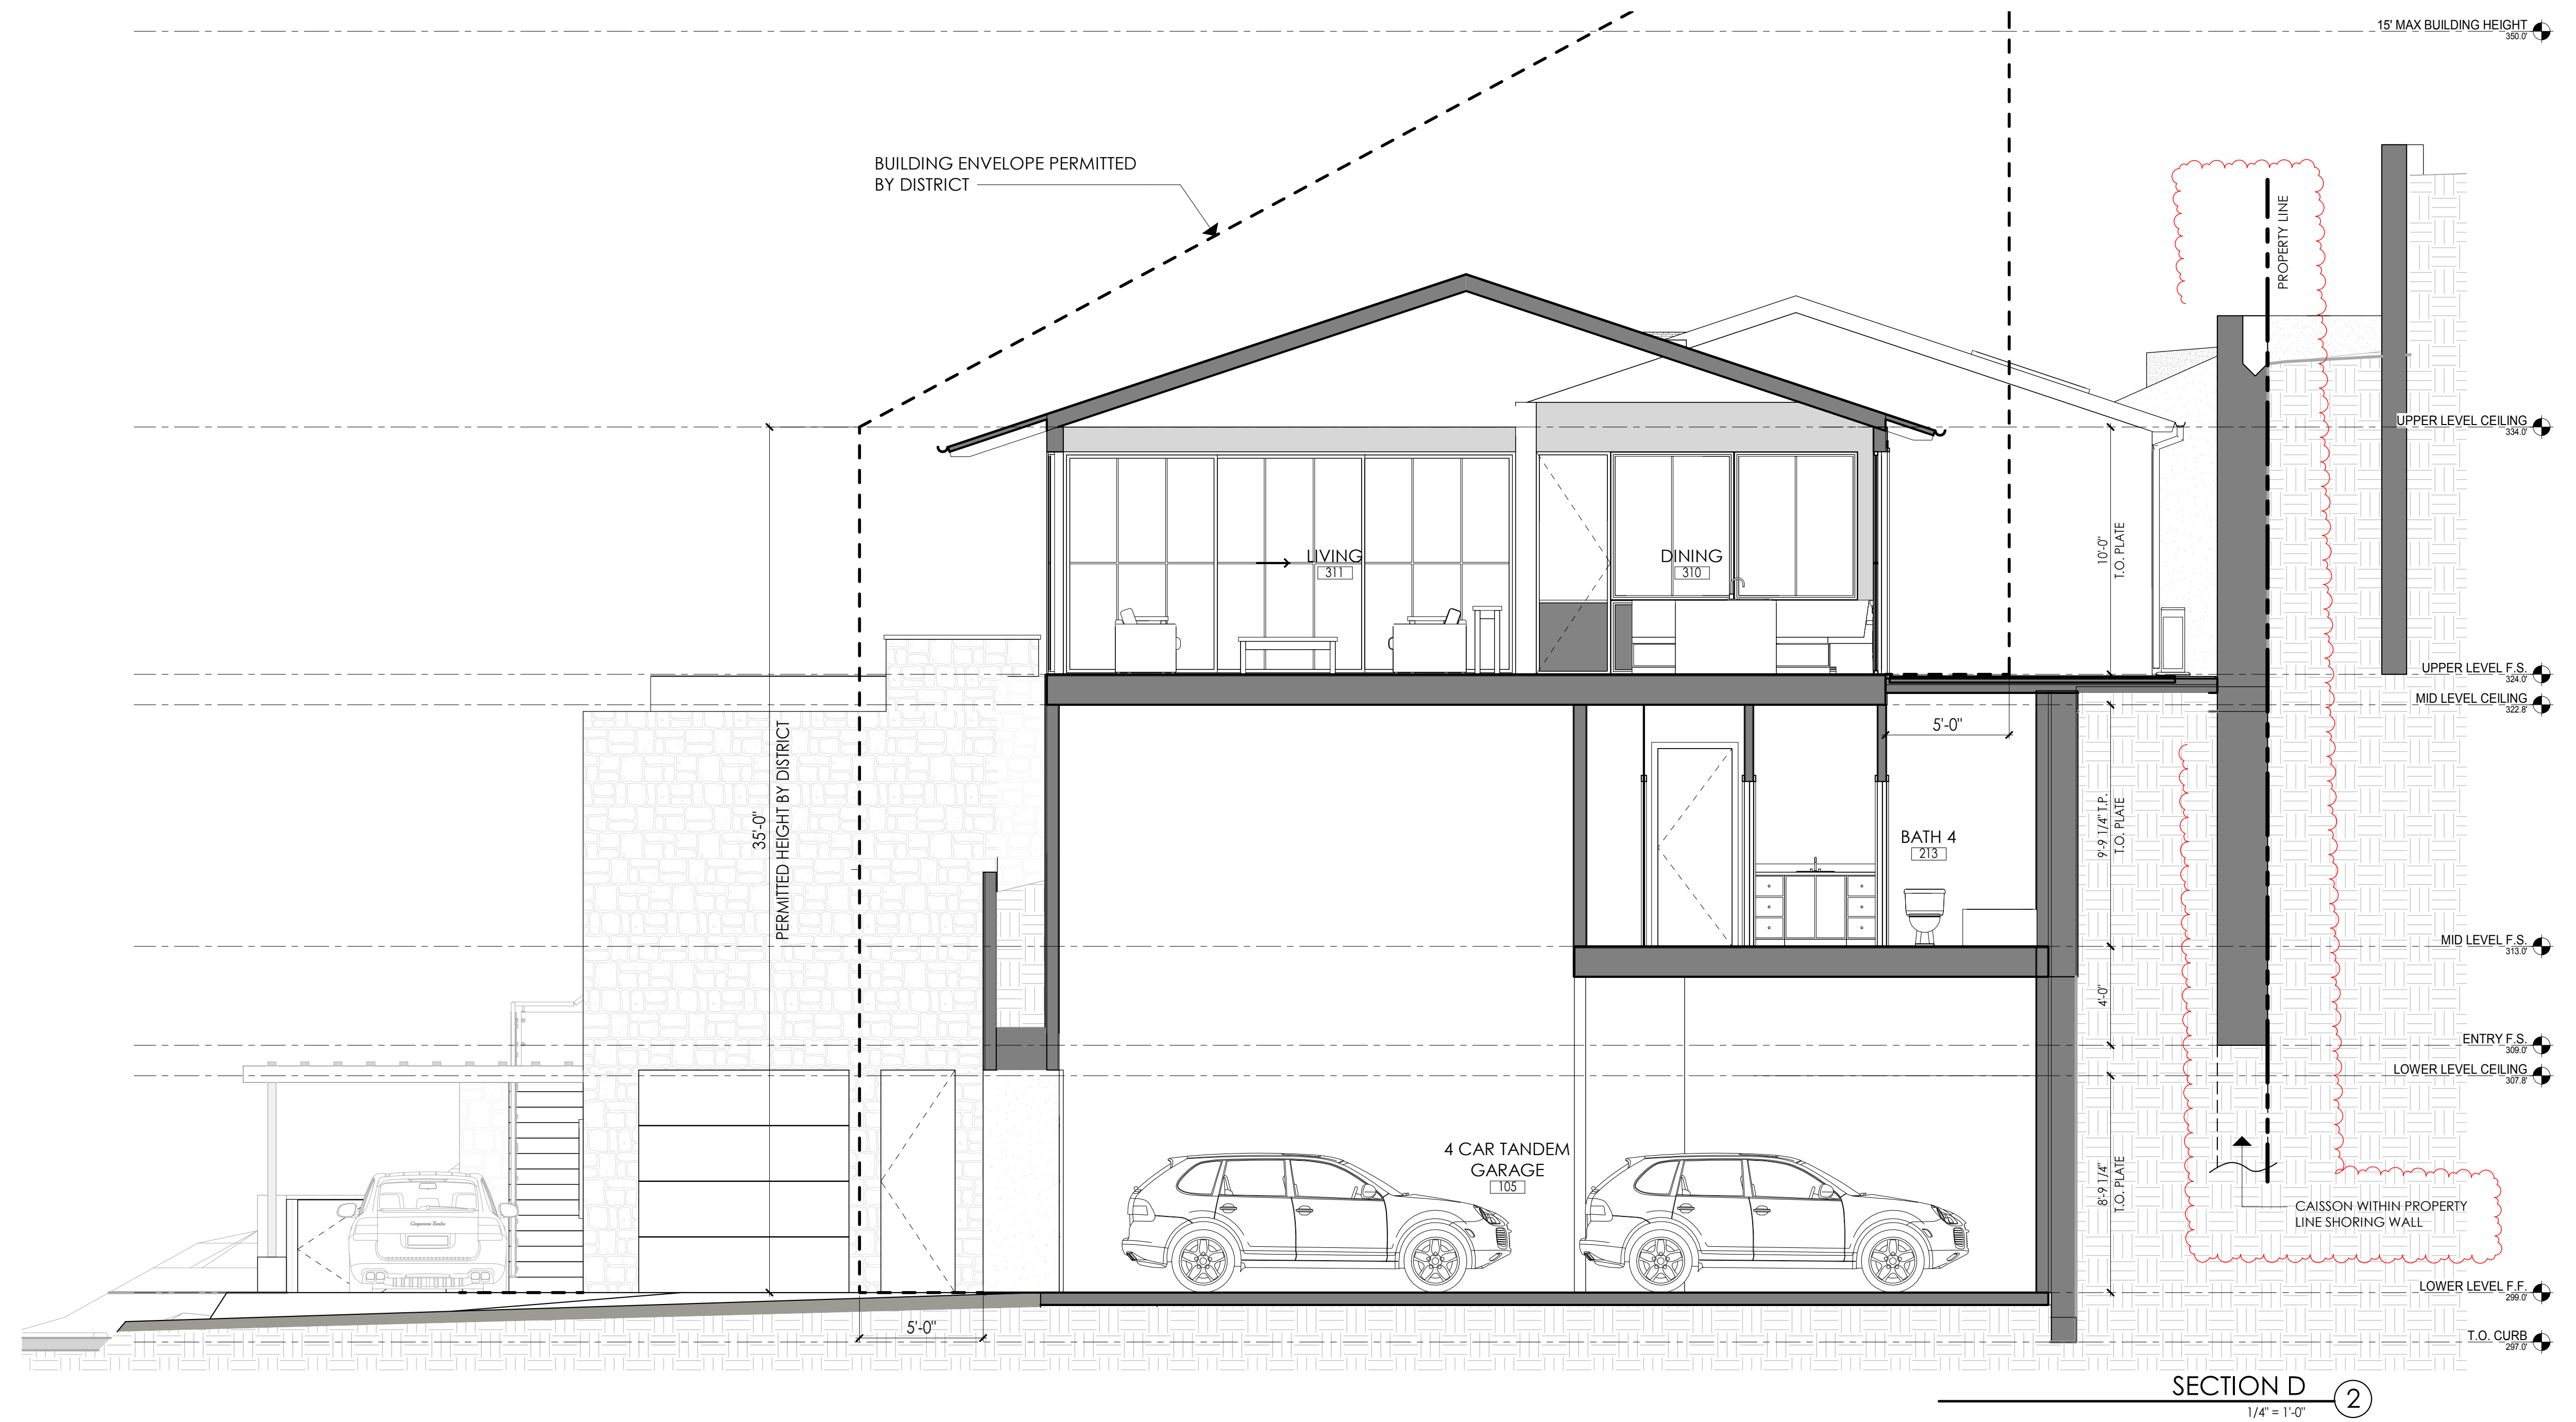 15' MAX BUILDING HEIGHT
350.0'
BUILDING ENVELOPE PERMITTED
BY DISTRICT
PROPERTY LINE
UPPER LEVEL CEILING
334.0'
10'-0"
T.O. PLATE
LIVING
311
DINING
310
UPPER LEVEL F.S.
324.0'
MID LEVEL CEILING
322.8'
5'-0"
35'-0"
PERMITTED HEIGHT BY DISTRICT
9'-9 1/4" T.P.
T.O. PLATE
BATH 4
213
MID LEVEL F.S.
313.0'
4'-0"
ENTRY F.S.
309.0'
LOWER LEVEL CEILING
307.8'
4 CAR TANDEM
GARAGE
105
8'-9 1/4"
T.O. PLATE
CAISSON WITHIN PROPERTY
LINE SHORING WALL
LOWER LEVEL F.F.
299.0'
5'-0"
T.O. CURB
297.0'
SECTION D
2
1/4" = 1'-0"